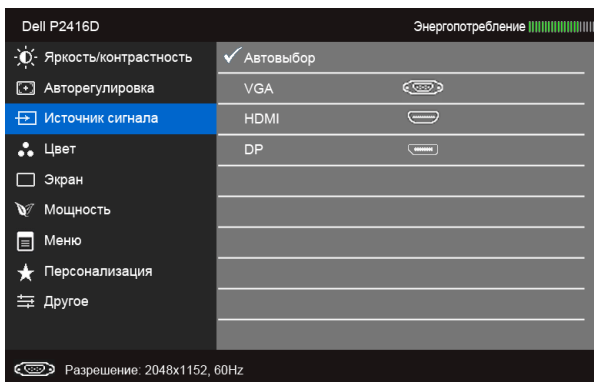 Dell P2416D Энергопотребление
Яркость/контрастность Автовыбор
Авторегулировка VGA
Источник сигнала HDMI
Цвет DP
Экран
Мощность
Меню
Персонализация
Другое
Разрешение: 2048x1152, 60Hz